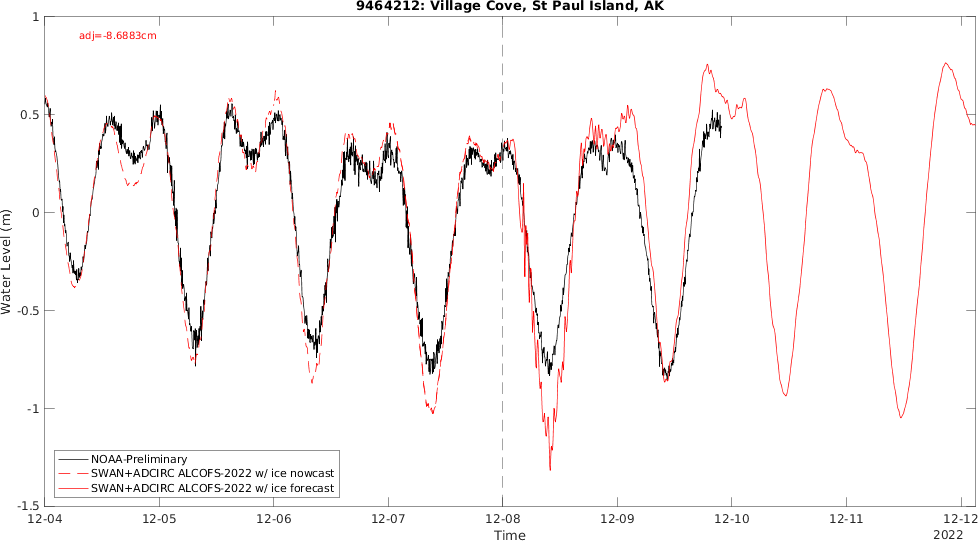 9464212: Village Cove, St Paul Island, AK
adj=-8.6883cm
Water Level (m)
1
0.5
0
-0.5
-1
-1.5
NOAA-Preliminary
SWAN+ADCIRC ALCOFS-2022 w/ ice nowcast
SWAN+ADCIRC ALCOFS-2022 w/ ice forecast
12-04 12-05 12-06 12-07 12-08 12-09 12-10 12-11 12-12
Time 2022